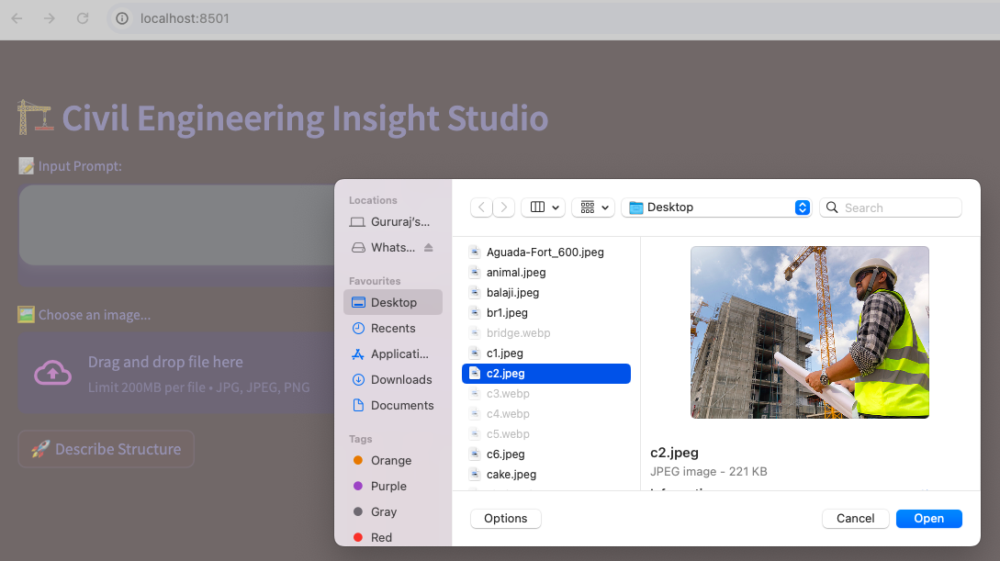 localhost:8501
Civil Engineering Insight Studio
Input Prompt:
Choose an image...
Drag and drop file here
Limit 200MB per file • JPG, JPEG, PNG
Describe Structure
Locations
Gururaj's...
Whats...
Favourites
Desktop
Recents
Applicati...
Downloads
Documents
Tags
Orange
Purple
Gray
Red
Desktop
Search
Aguada-Fort_600.jpeg
animal.jpeg
balaji.jpeg
br1.jpeg
bridge.webp
c1.jpeg
c2.jpeg
c3.webp
c4.webp
c5.webp
c6.jpeg
cake.jpeg
c2.jpeg
JPEG image - 221 KB
Options
Cancel
Open